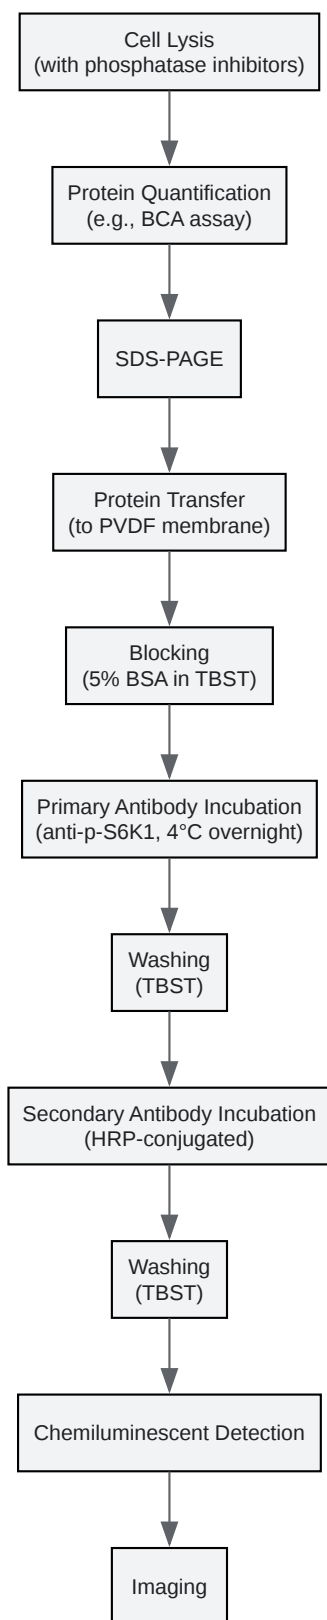 Cell Lysis
(with phosphatase inhibitors)
Protein Quantification
(e.g., BCA assay)
SDS-PAGE
Protein Transfer
(to PVDF membrane)
Blocking
(5% BSA in TBST)
Primary Antibody Incubation
(anti-p-S6K1, 4°C overnight)
Washing
(TBST)
Secondary Antibody Incubation
(HRP-conjugated)
Washing
(TBST)
Chemiluminescent Detection
Imaging